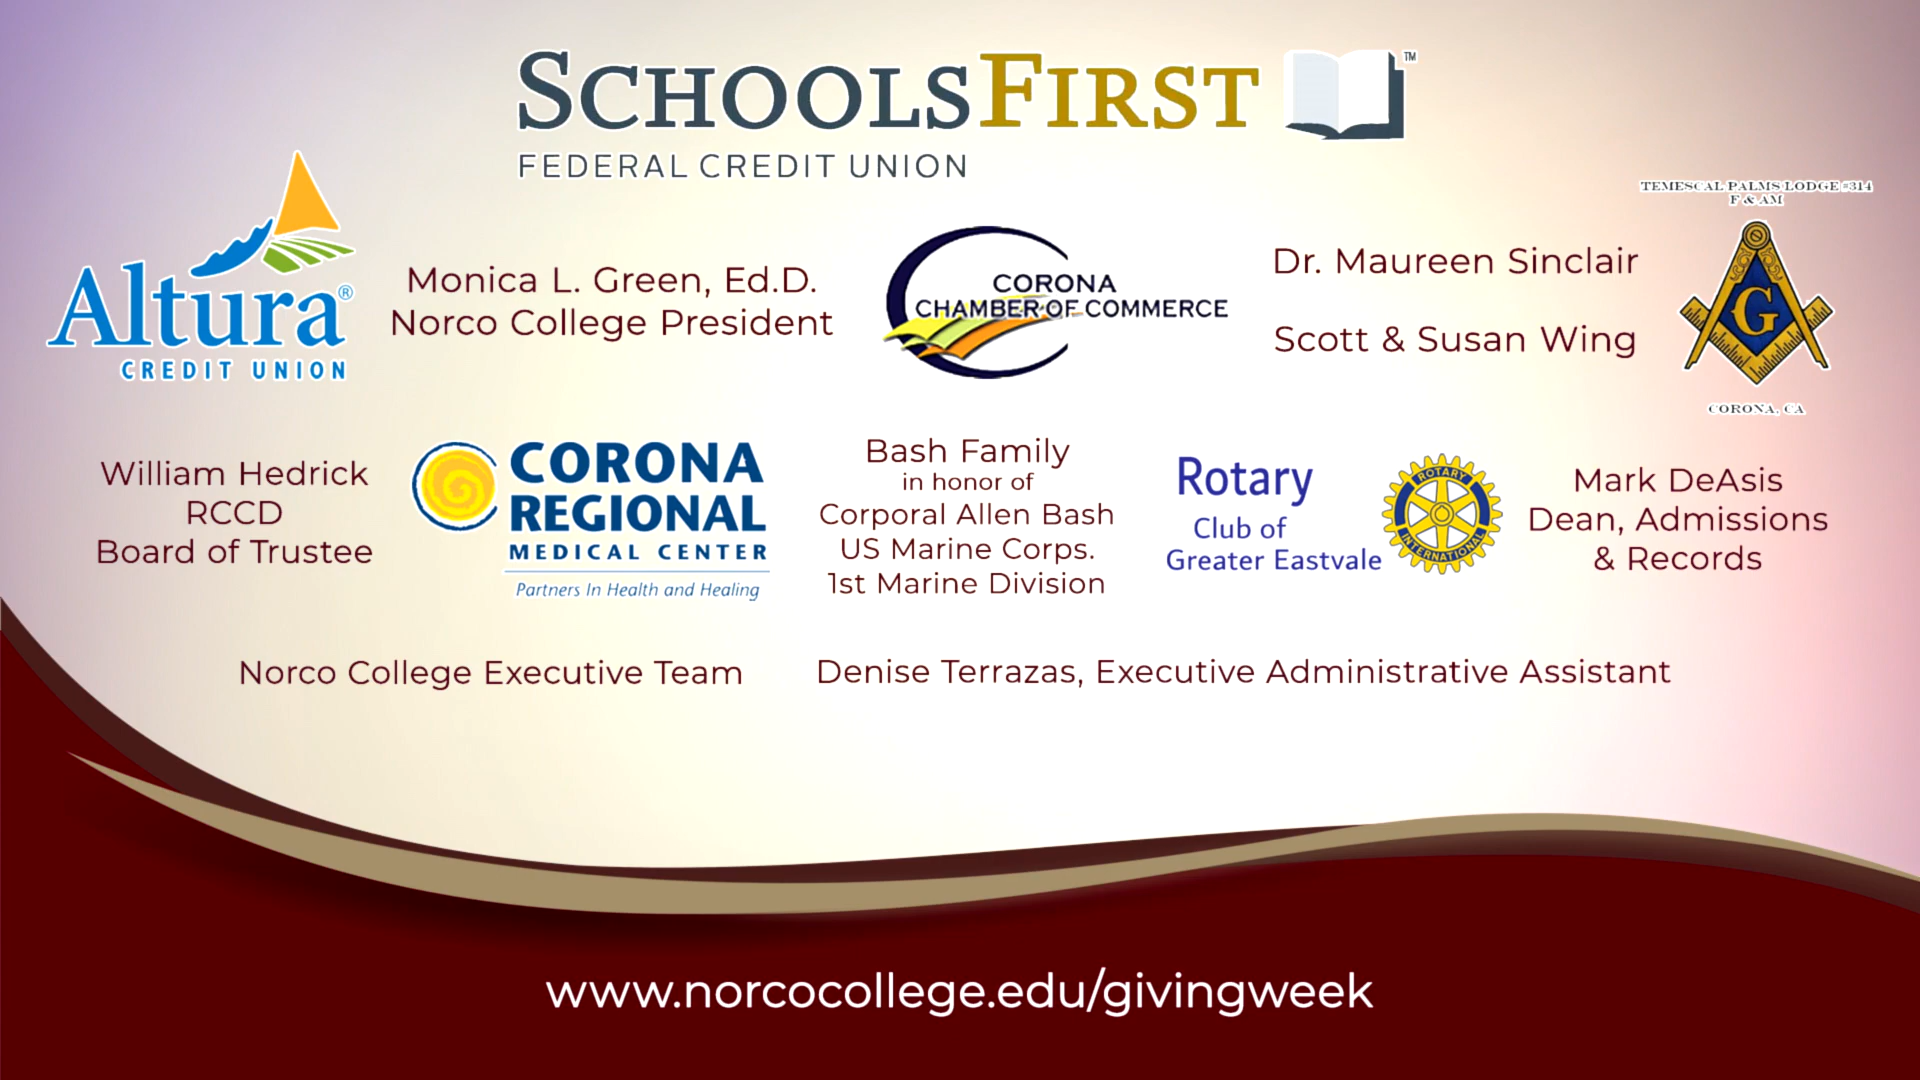 SCHOOLSFIRST ™
FEDERAL CREDIT UNION
Altura®
CREDIT UNION
Monica L. Green, Ed.D.
Norco College President
CORONA
CHAMBER OF COMMERCE
Dr. Maureen Sinclair
Scott & Susan Wing
TEMESCAL PALMS LODGE #314
F & AM
G
CORONA, CA
William Hedrick
RCCD
Board of Trustee
CORONA
REGIONAL
MEDICAL CENTER
Partners In Health and Healing
Bash Family
in honor of
Corporal Allen Bash
US Marine Corps.
1st Marine Division
Rotary
Club of
Greater Eastvale
ROTARY
INTERNATIONAL
Mark DeAsis
Dean, Admissions
& Records
Norco College Executive Team
Denise Terrazas, Executive Administrative Assistant
www.norcocollege.edu/givingweek